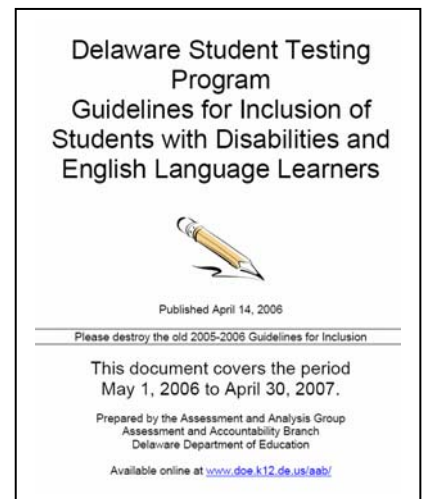 Delaware Student Testing
Program
Guidelines for Inclusion of
Students with Disabilities and
English Language Learners
Published April 14, 2006
Please destroy the old 2005-2006 Guidelines for Inclusion
This document covers the period
May 1, 2006 to April 30, 2007.
Prepared by the Assessment and Analysis Group
Assessment and Accountability Branch
Delaware Department of Education
Available online at www.doe.k12.de.us/aab/